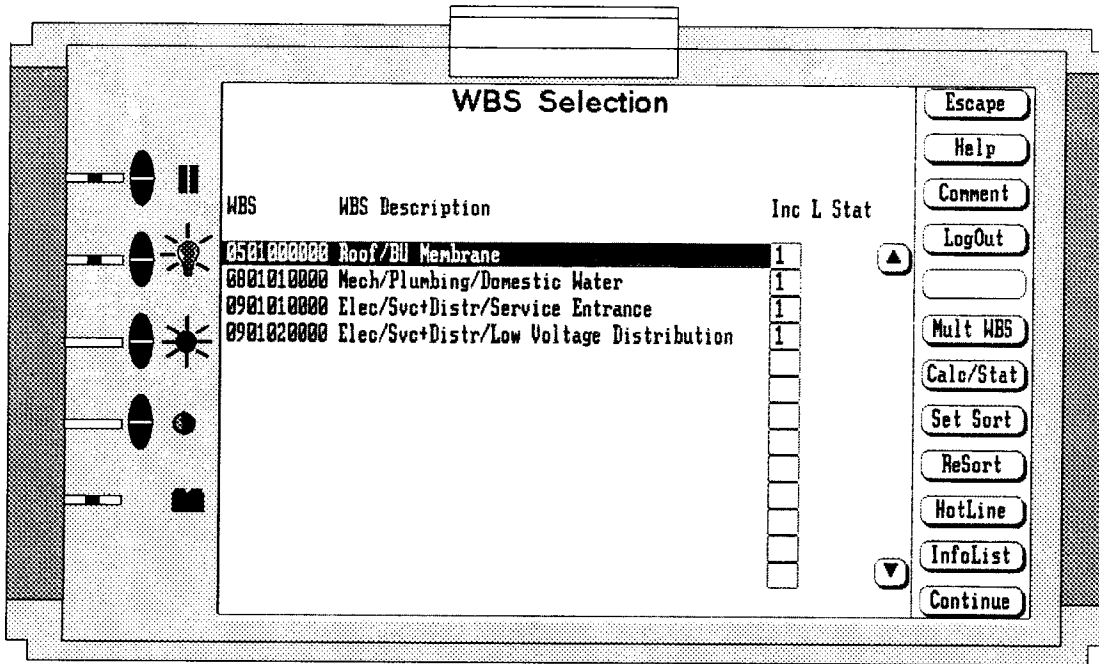 WBS Selection
WBS WBS Description Inc L Stat
0501000000 Roof/BU Membrane 1
0801010000 Mech/Plumbing/Domestic Water 1
0901010000 Elec/Svc+Distr/Service Entrance 1
0901020000 Elec/Svc+Distr/Low Voltage Distribution 1
Escape
Help
Comment
LogOut
Mult WBS
Calc/Stat
Set Sort
ReSort
HotLine
InfoList
Continue